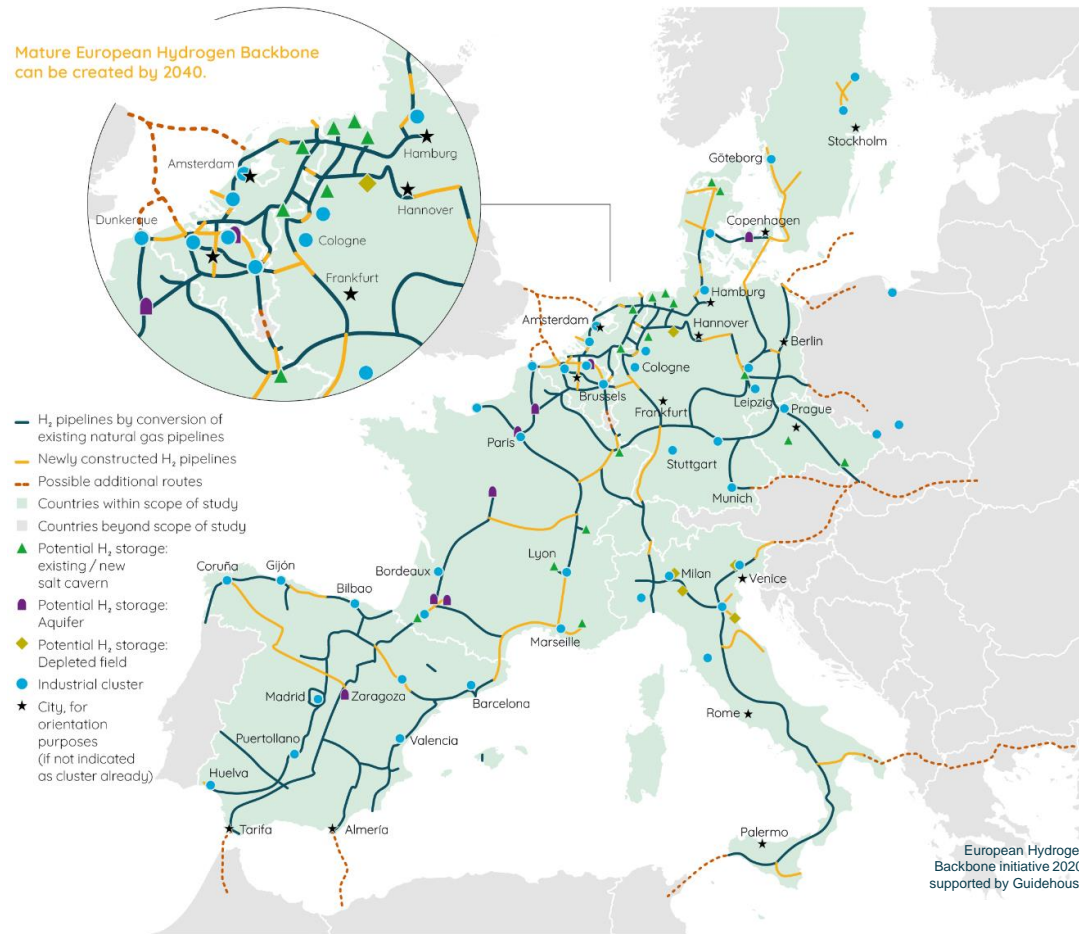 Mature European Hydrogen Backbone
can be created by 2040.
Amsterdam
Hamburg
Hannover
Dunkerque
Cologne
Frankfurt
Stockholm
Göteborg
Copenhagen
Hamburg
Amsterdam
Hannover
Berlin
Cologne
Brussels
Leipzig
Frankfurt
Prague
Paris
Stuttgart
Munich
H₂ pipelines by conversion of
existing natural gas pipelines
Newly constructed H₂ pipelines
Possible additional routes
Countries within scope of study
Countries beyond scope of study
Potential H₂ storage:
existing / new
salt cavern
Potential H₂ storage:
Aquifer
Potential H₂ storage:
Depleted field
Industrial cluster
City, for
orientation
purposes
(if not indicated
as cluster already)
Lyon
Milan
Venice
Coruña
Gijón
Bilbao
Bordeaux
Marseille
Madrid
Zaragoza
Barcelona
Rome
Puertollano
Valencia
Huelva
Tarifa
Almería
Palermo
European Hydroge
Backbone initiative 2020
supported by Guidehous